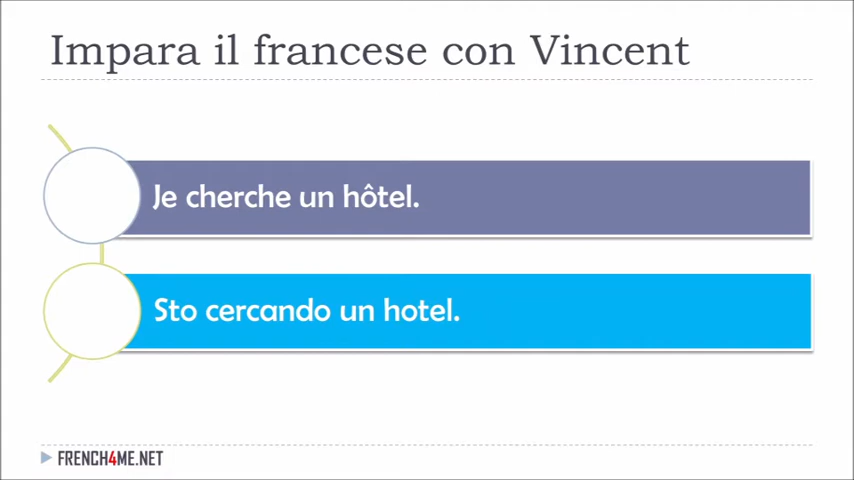 Impara il francese con Vincent
Je cherche un hôtel.
Sto cercando un hotel.
FRENCH4ME.NET